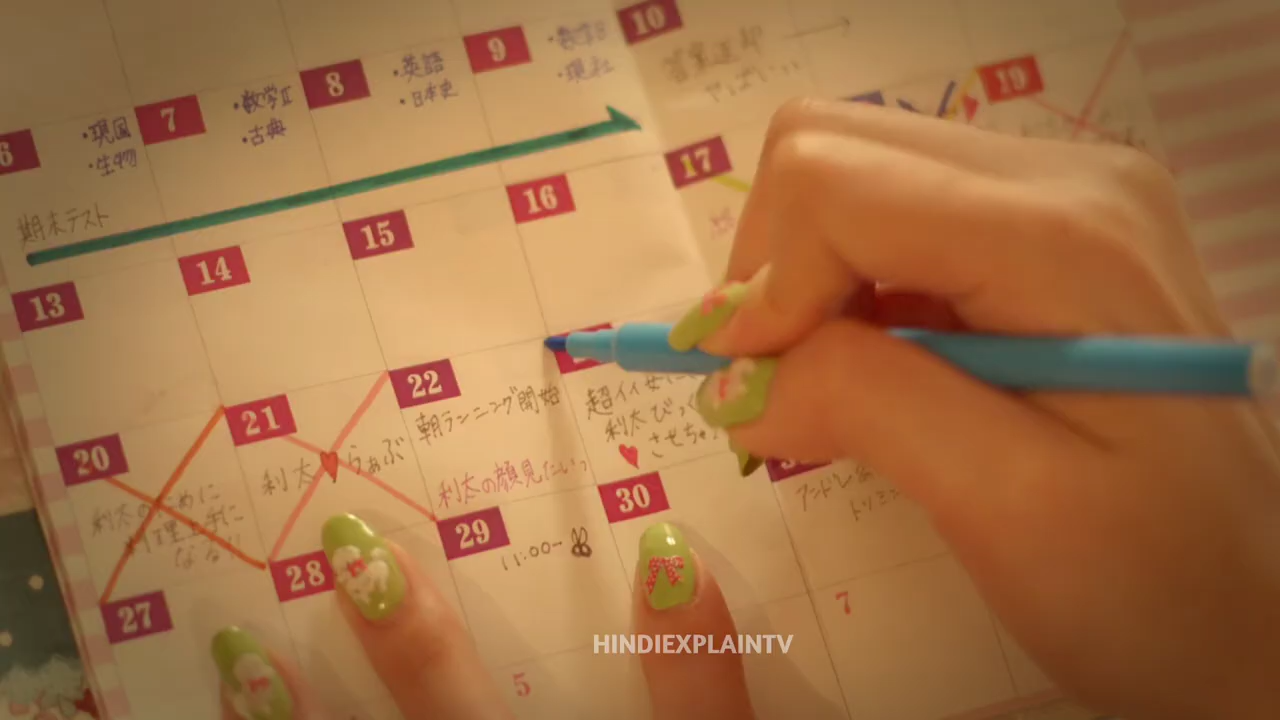 6
・現国
・生物
期末テスト
7
・数学Ⅱ
・古典
8
・英語
・日本史
9
・数学B
・現社
10
13
14
15
16
17
19
20
利太のために
料理上手に
なる!
21
利太♥らぁぶ
22
朝ランニング開始
利太の顔見たいっ
超イイ女に
利太びっく
させちゃ
♥
27
28
29
11:00~
30
5
7
HINDIEXPLAINTV